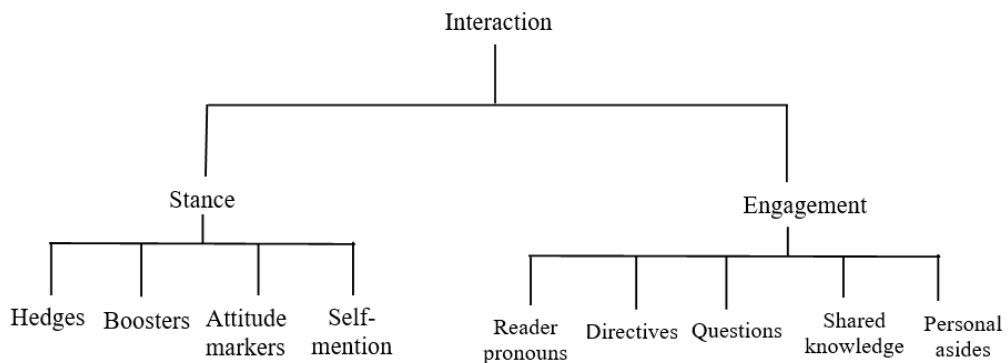 Interaction
Stance
Engagement
Hedges
Boosters
Attitude
markers
Self-
mention
Reader
pronouns
Directives
Questions
Shared
knowledge
Personal
asides